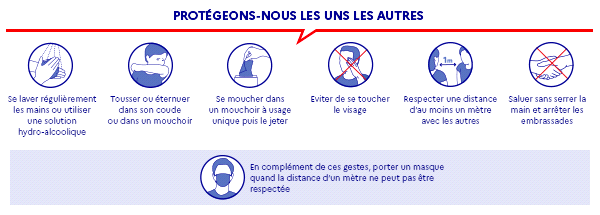 PROTÉGEONS-NOUS LES UNS LES AUTRES
Se laver régulièrement
les mains ou utiliser
une solution
hydro-alcoolique
Tousser ou éternuer
dans son coude
ou dans un mouchoir
Se moucher dans
un mouchoir à usage
unique puis le jeter
Eviter de se toucher
le visage
1m
Respecter une distance
d'au moins un mètre
avec les autres
Saluer sans serrer la
main et arrêter les
embrassades
En complément de ces gestes, porter un masque
quand la distance d'un mètre ne peut pas être
respectée